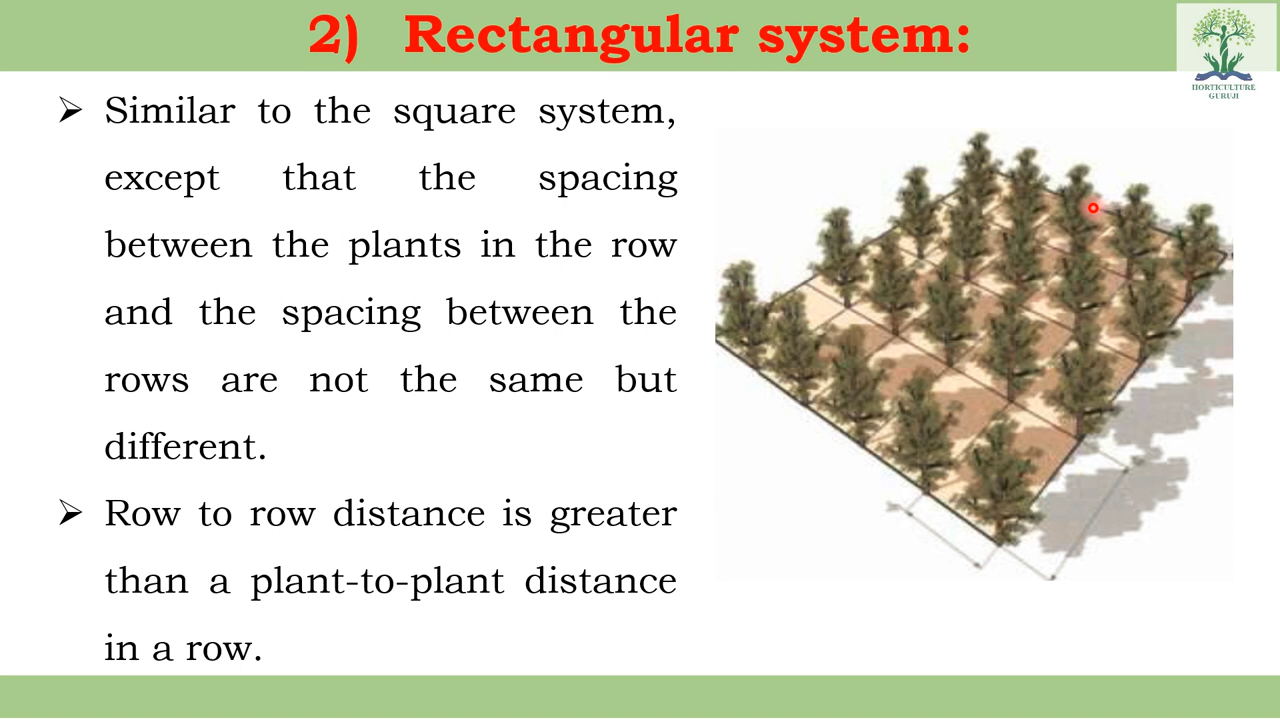 2) Rectangular system:
HORTICULTURE
GURUJI
➢ Similar to the square system,
except that the spacing
between the plants in the row
and the spacing between the
rows are not the same but
different.
➢ Row to row distance is greater
than a plant-to-plant distance
in a row.